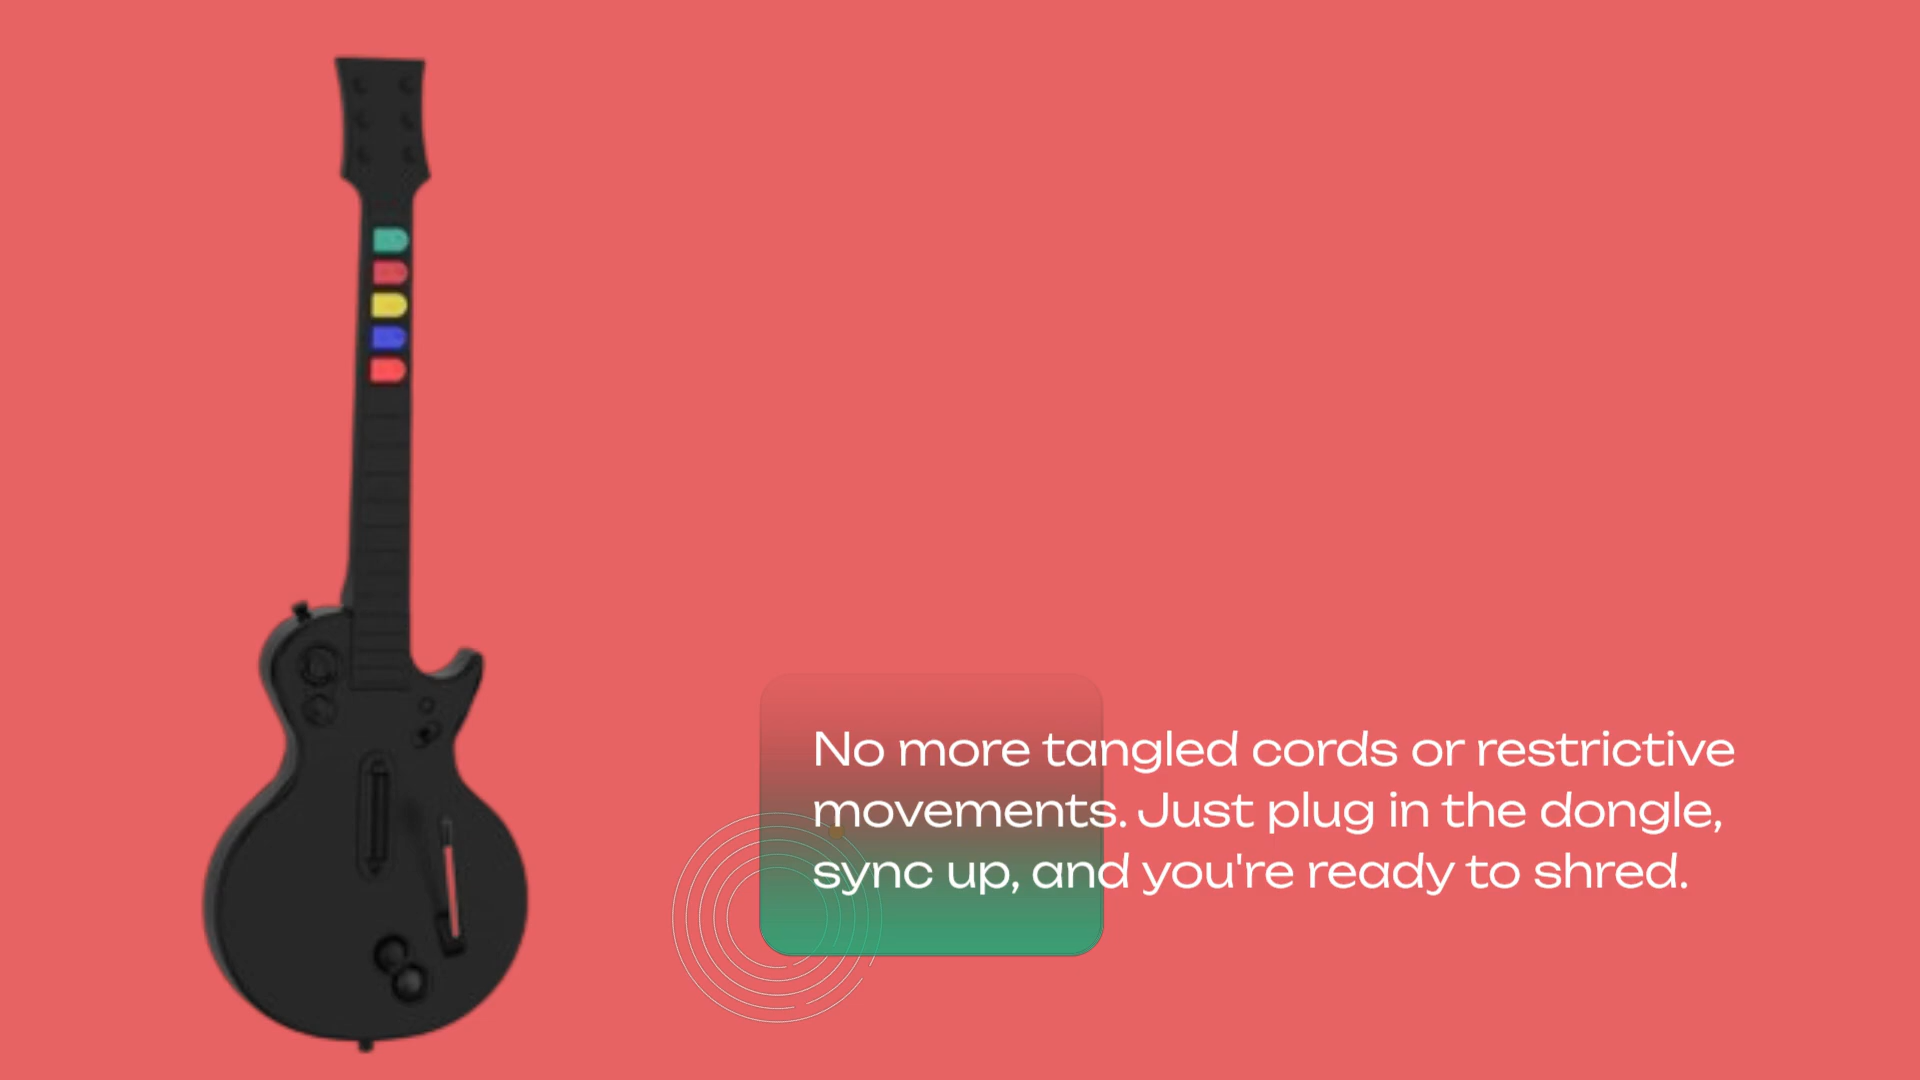 No more tangled cords or restrictive
movements. Just plug in the dongle,
sync up, and you're ready to shred.